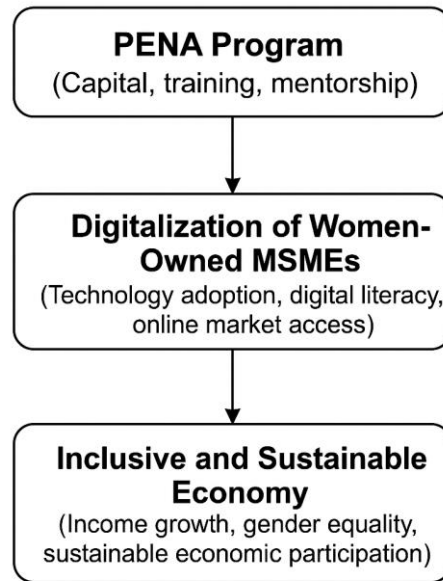 PENA Program
(Capital, training, mentorship)
Digitalization of Women-
Owned MSMEs
(Technology adoption, digital literacy,
online market access)
Inclusive and Sustainable
Economy
(Income growth, gender equality,
sustainable economic participation)